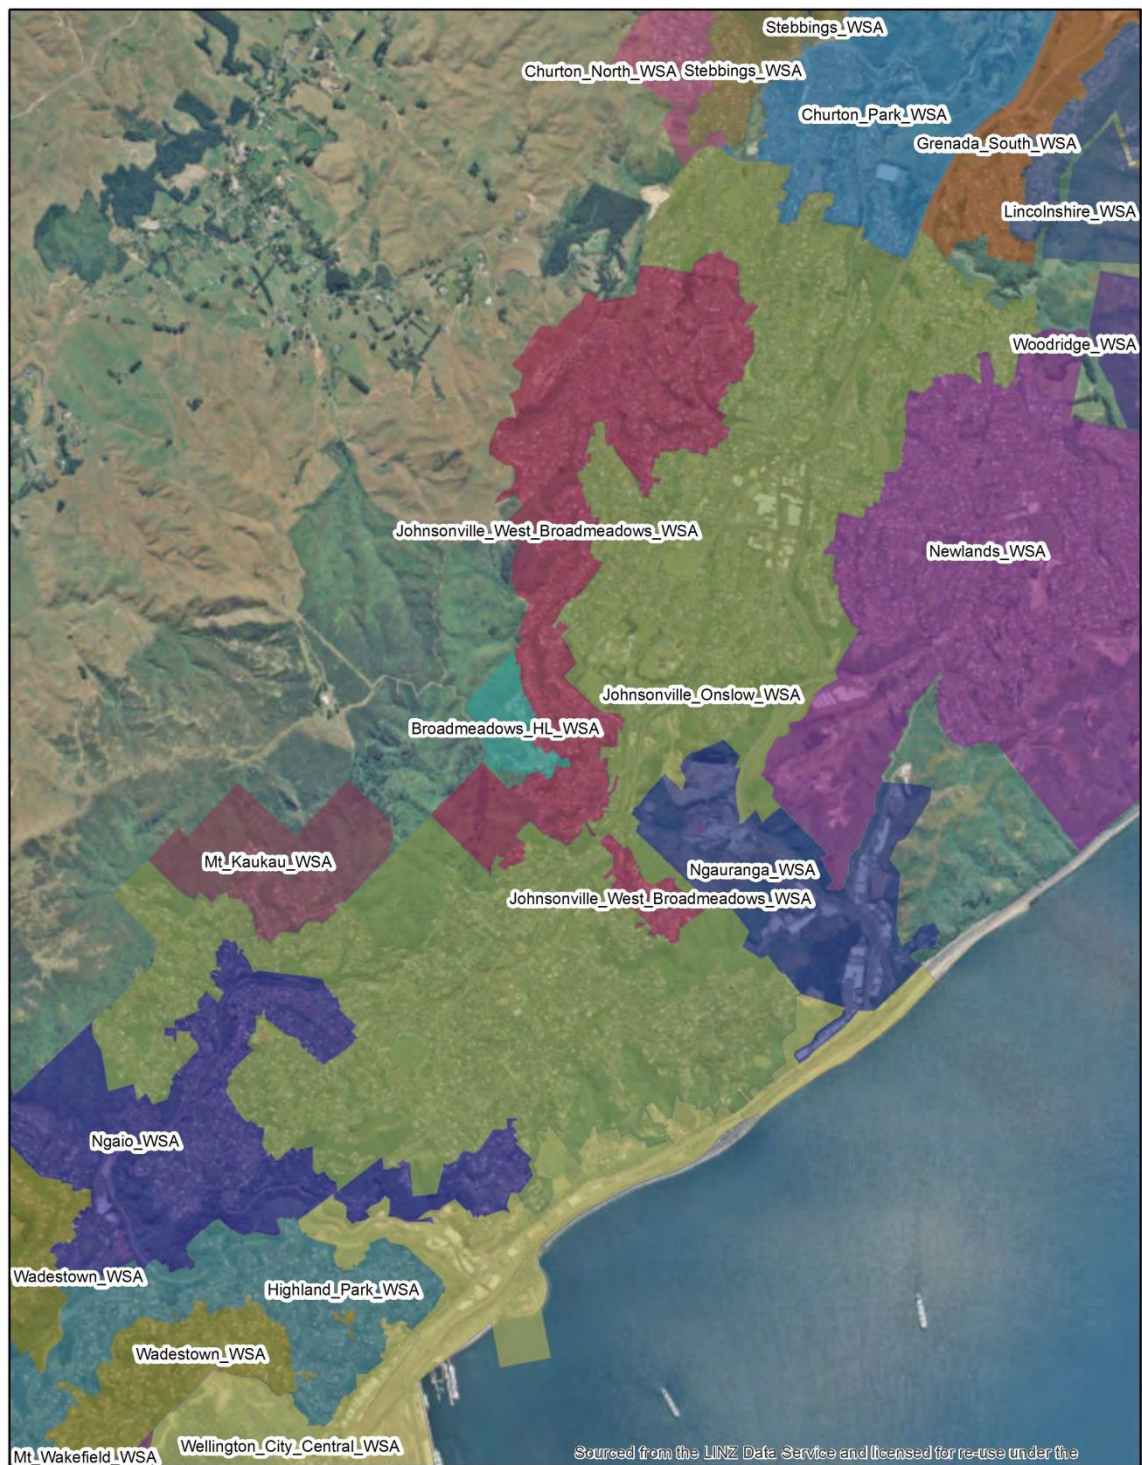 Stebbings_WSA
Churton_North_WSA
Stebbings_WSA
Churton_Park_WSA
Grenada_South_WSA
Lincolnshire_WSA
Woodridge_WSA
Johnsonville_West_Broadmeadows_WSA
Newlands_WSA
Johnsonville_Onslow_WSA
Broadmeadows_HL_WSA
Mt_Kaukau_WSA
Ngauranga_WSA
Johnsonville_West_Broadmeadows_WSA
Ngaio_WSA
Wadestown_WSA
Highland_Park_WSA
Wadestown_WSA
Wellington_City_Central_WSA
Mt_Wakefield_WSA
Sourced from the LINZ Data Service and licensed for re-use under the